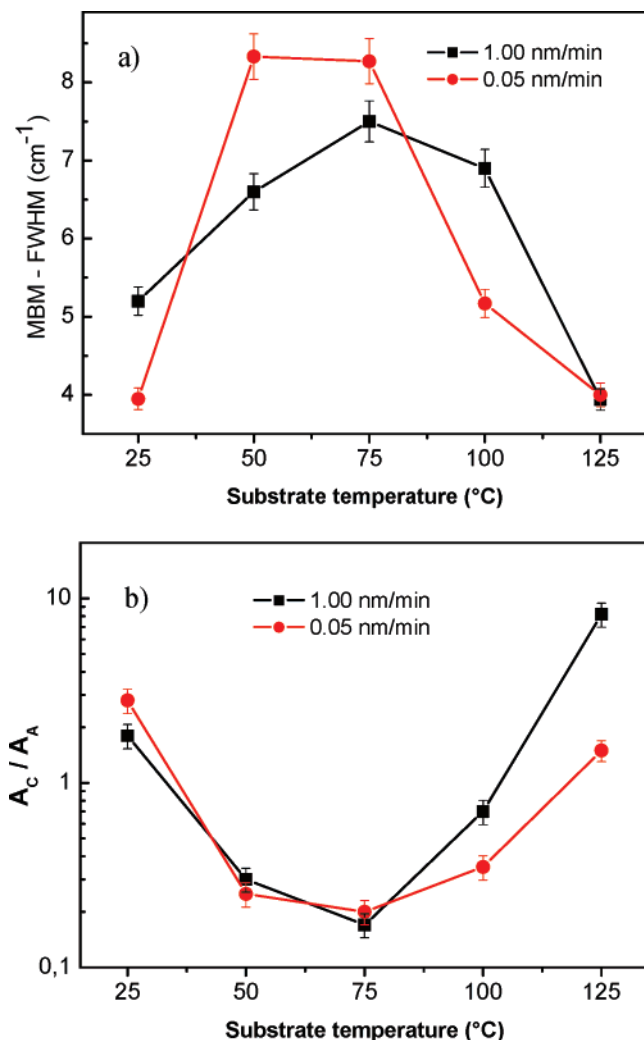 a)
1.00 nm/min
0.05 nm/min
MBM - FWHM (cm⁻¹)
8
7
6
5
4
25 50 75 100 125
Substrate temperature (°C)
b)
1.00 nm/min
0.05 nm/min
A_C / A_A
10
1
0,1
25 50 75 100 125
Substrate temperature (°C)